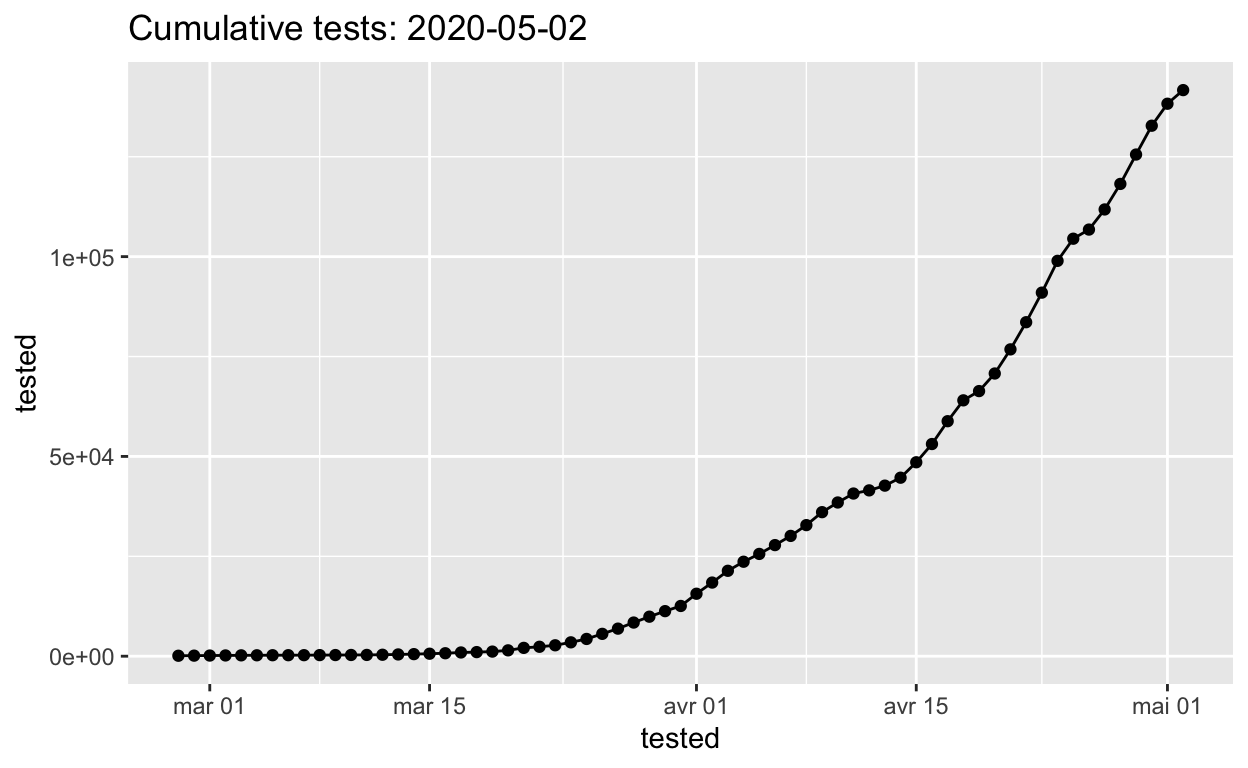 Cumulative tests: 2020-05-02
tested
1e+05
5e+04
0e+00
mar 01
mar 15
avr 01
avr 15
mai 01
tested